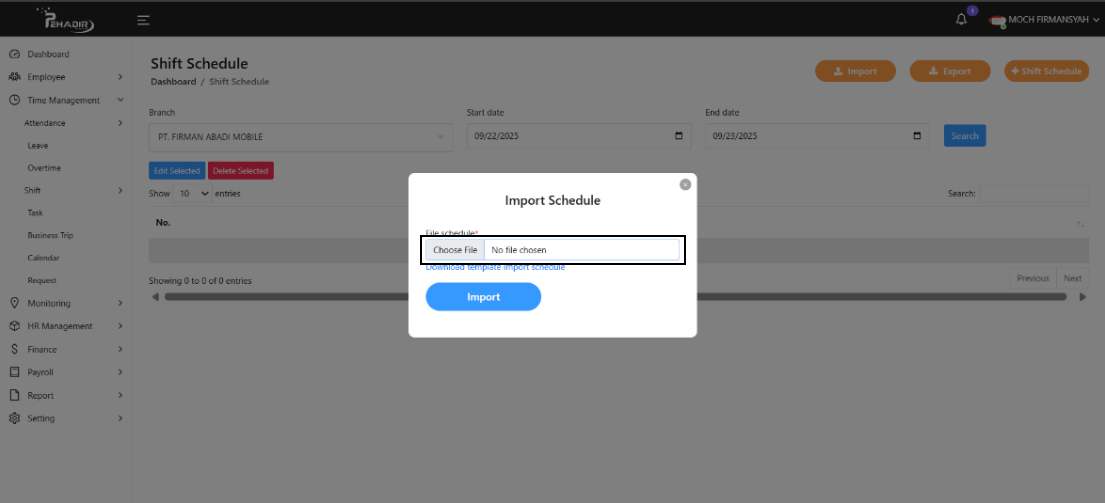 PEHADIR
5
MOCH FIRMANSYAH
Dashboard
Employee
Time Management
Attendance
Leave
Overtime
Shift
Task
Business Trip
Calendar
Request
Monitoring
HR Management
Finance
Payroll
Report
Setting
Shift Schedule
Dashboard / Shift Schedule
Import
Export
+ Shift Schedule
Branch
Start date
End date
PT. FIRMAN ABADI MOBILE
09/22/2025
09/23/2025
Search
Edit Selected
Delete Selected
Show 10 entries
Search:
No.
Showing 0 to 0 of 0 entries
Previous
Next
Import Schedule
File schedule*
Choose File No file chosen
Download template import schedule
Import